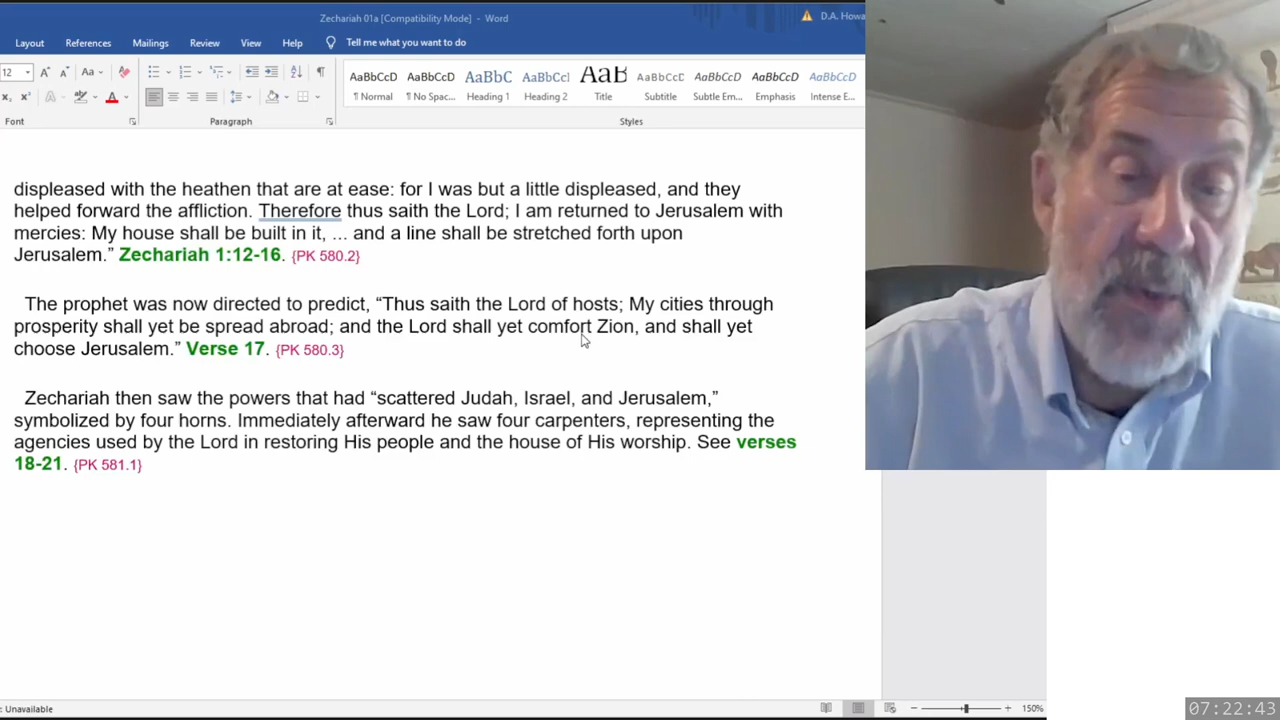 Zechariah 01a [Compatibility Mode] - Word
D.A. Howa
Layout References Mailings Review View Help Tell me what you want to do
12 Aa
AaBbCcD AaBbCcD AaBbC AaBbCcI AaB AaBbCcD AaBbCcD AaBbCcD AaBbCcD
¶ Normal ¶ No Spac... Heading 1 Heading 2 Title Subtitle Subtle Em... Emphasis Intense E...
Font Paragraph Styles
displeased with the heathen that are at ease: for I was but a little displeased, and they
helped forward the affliction. Therefore thus saith the Lord; I am returned to Jerusalem with
mercies: My house shall be built in it, ... and a line shall be stretched forth upon
Jerusalem.” Zechariah 1:12-16. {PK 580.2}
The prophet was now directed to predict, “Thus saith the Lord of hosts; My cities through
prosperity shall yet be spread abroad; and the Lord shall yet comfort Zion, and shall yet
choose Jerusalem.” Verse 17. {PK 580.3}
Zechariah then saw the powers that had “scattered Judah, Israel, and Jerusalem,”
symbolized by four horns. Immediately afterward he saw four carpenters, representing the
agencies used by the Lord in restoring His people and the house of His worship. See verses
18-21. {PK 581.1}
: Unavailable
150%
07:22:43